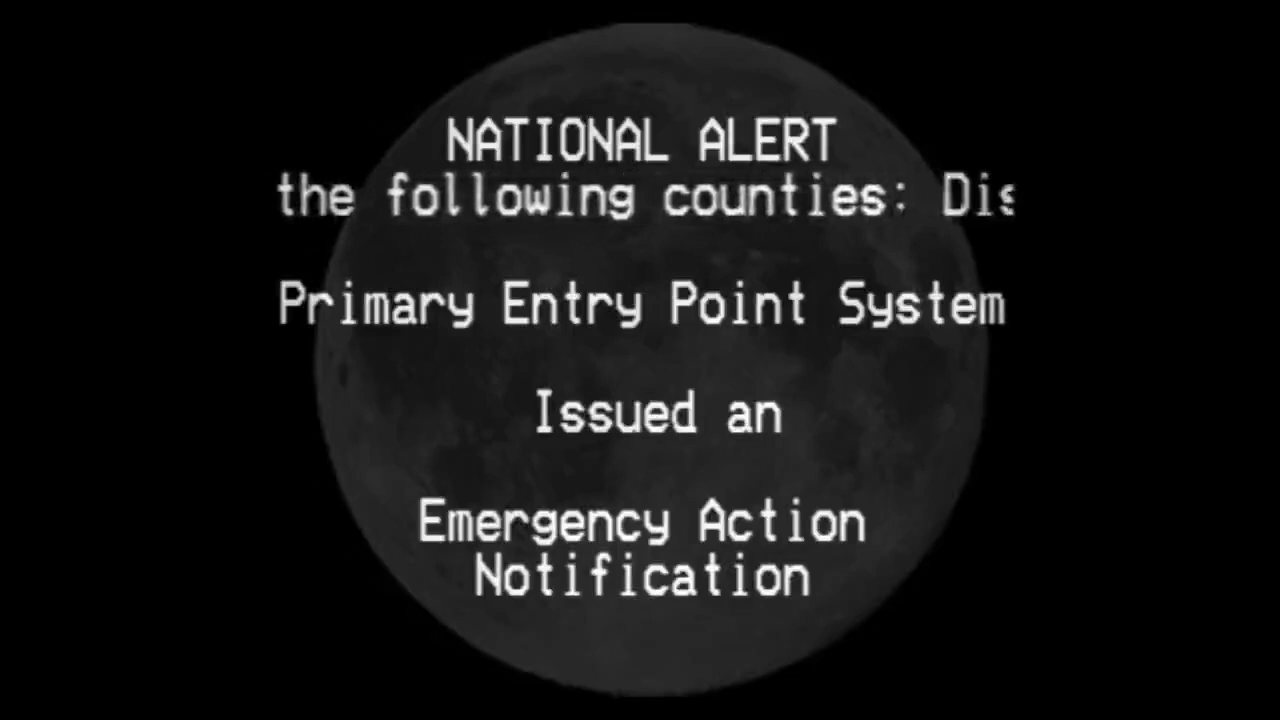 NATIONAL ALERT
the following counties: Dis
Primary Entry Point System
Issued an
Emergency Action
Notification